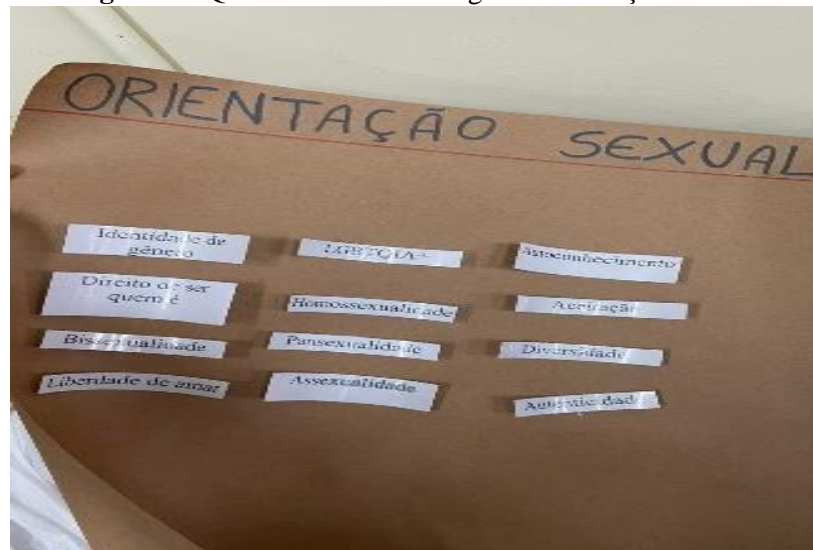 ORIENTAÇÃO SEXUAL
Identidade de
gênero
LGBTQIA+
Autoconhecimento
Direito de ser
quem é
Homossexualidade
Aceitação
Bissexualidade
Pansexualidade
Diversidade
Liberdade de amar
Assexualidade
Autenticidade